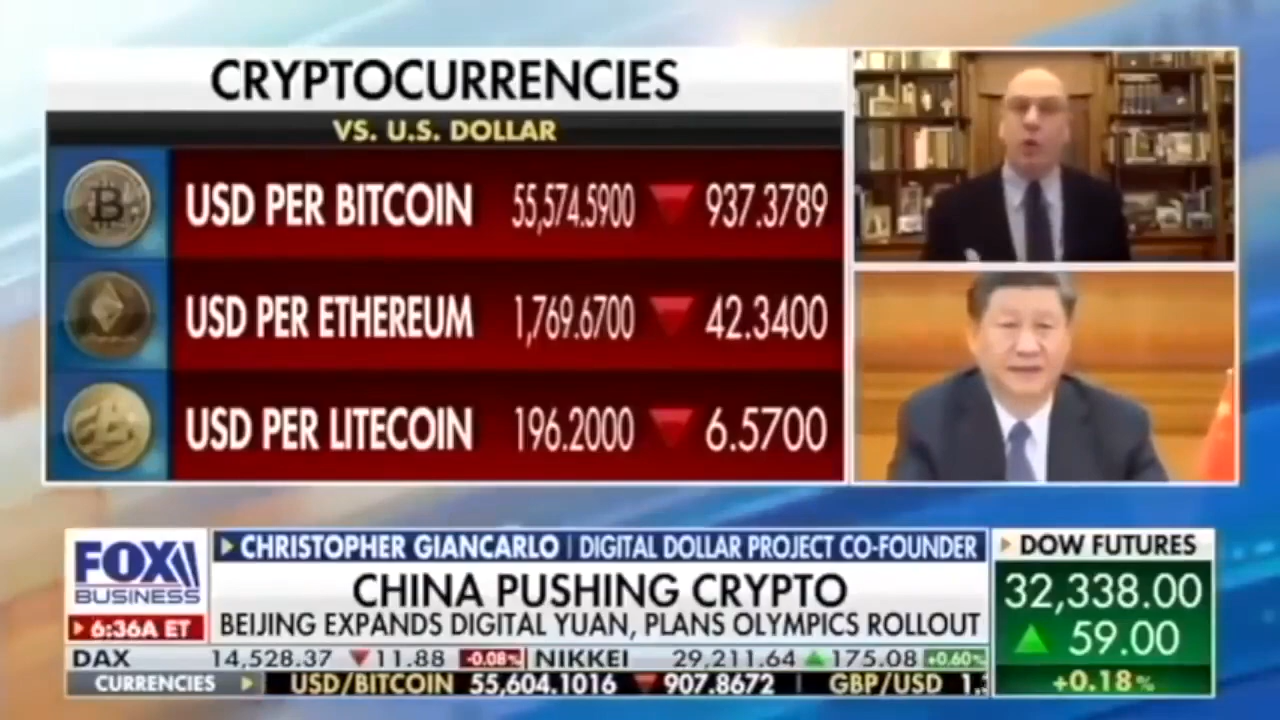 CRYPTOCURRENCIES
VS. U.S. DOLLAR
USD PER BITCOIN 55,574.5900 ▼ 937.3789
USD PER ETHEREUM 1,769.6700 ▼ 42.3400
USD PER LITECOIN 196.2000 ▼ 6.5700
FOX BUSINESS
6:36A ET
CHRISTOPHER GIANCARLO | DIGITAL DOLLAR PROJECT CO-FOUNDER
CHINA PUSHING CRYPTO
BEIJING EXPANDS DIGITAL YUAN, PLANS OLYMPICS ROLLOUT
DOW FUTURES
32,338.00
▲ 59.00
+0.18%
DAX 14,528.37 ▼ 11.88 -0.08% NIKKEI 29,211.64 ▲ 175.08 +0.60%
CURRENCIES USD/BITCOIN 55,604.1016 ▼ 907.8672 | GBP/USD 1.